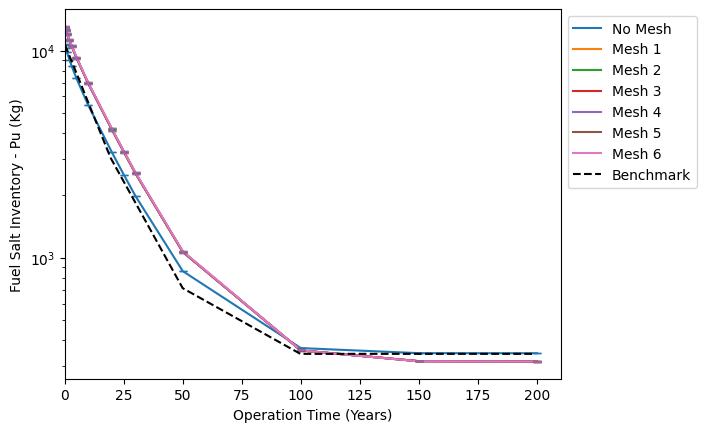 10⁴
10³
Fuel Salt Inventory - Pu (Kg)
0 25 50 75 100 125 150 175 200
Operation Time (Years)
No Mesh
Mesh 1
Mesh 2
Mesh 3
Mesh 4
Mesh 5
Mesh 6
Benchmark